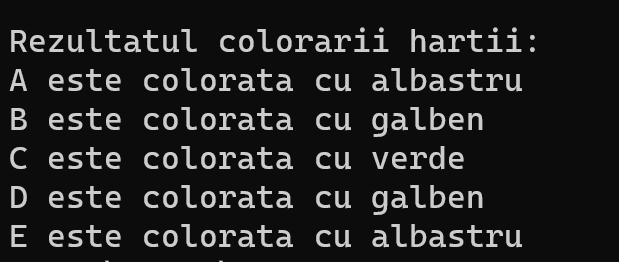 Rezultatul colorarii hartii:
A este colorata cu albastru
B este colorata cu galben
C este colorata cu verde
D este colorata cu galben
E este colorata cu albastru